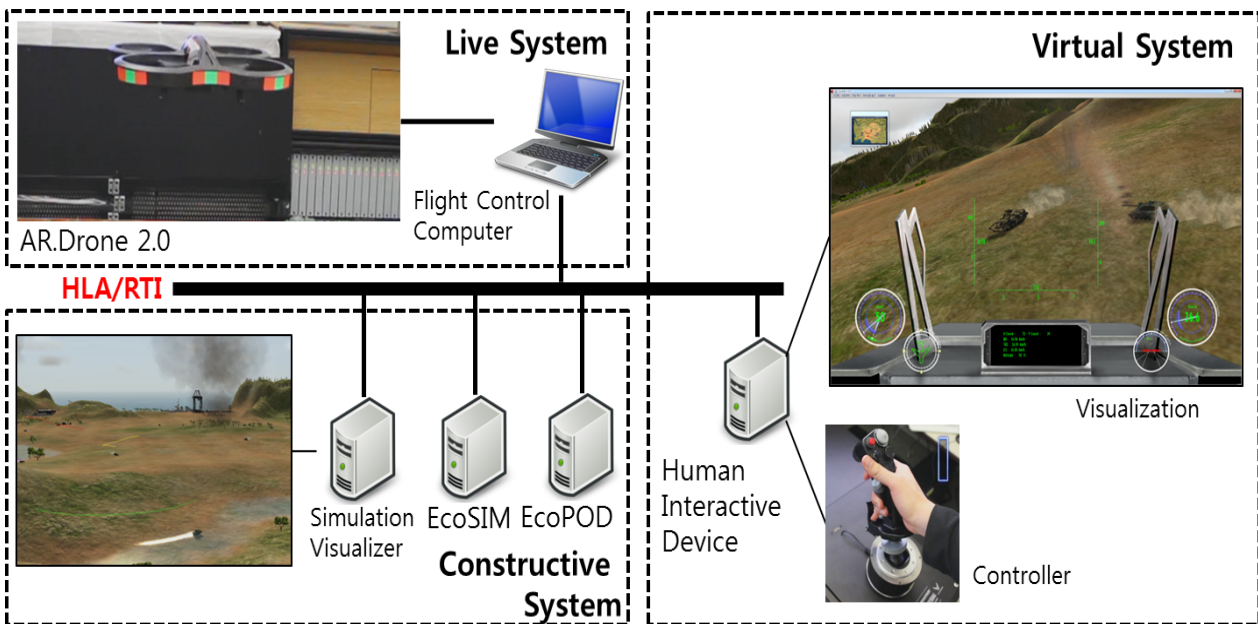 Live System
AR.Drone 2.0
Flight Control
Computer
HLA/RTI
Simulation
Visualizer
EcoSIM
EcoPOD
Constructive
System
Virtual System
Visualization
Human
Interactive
Device
Controller